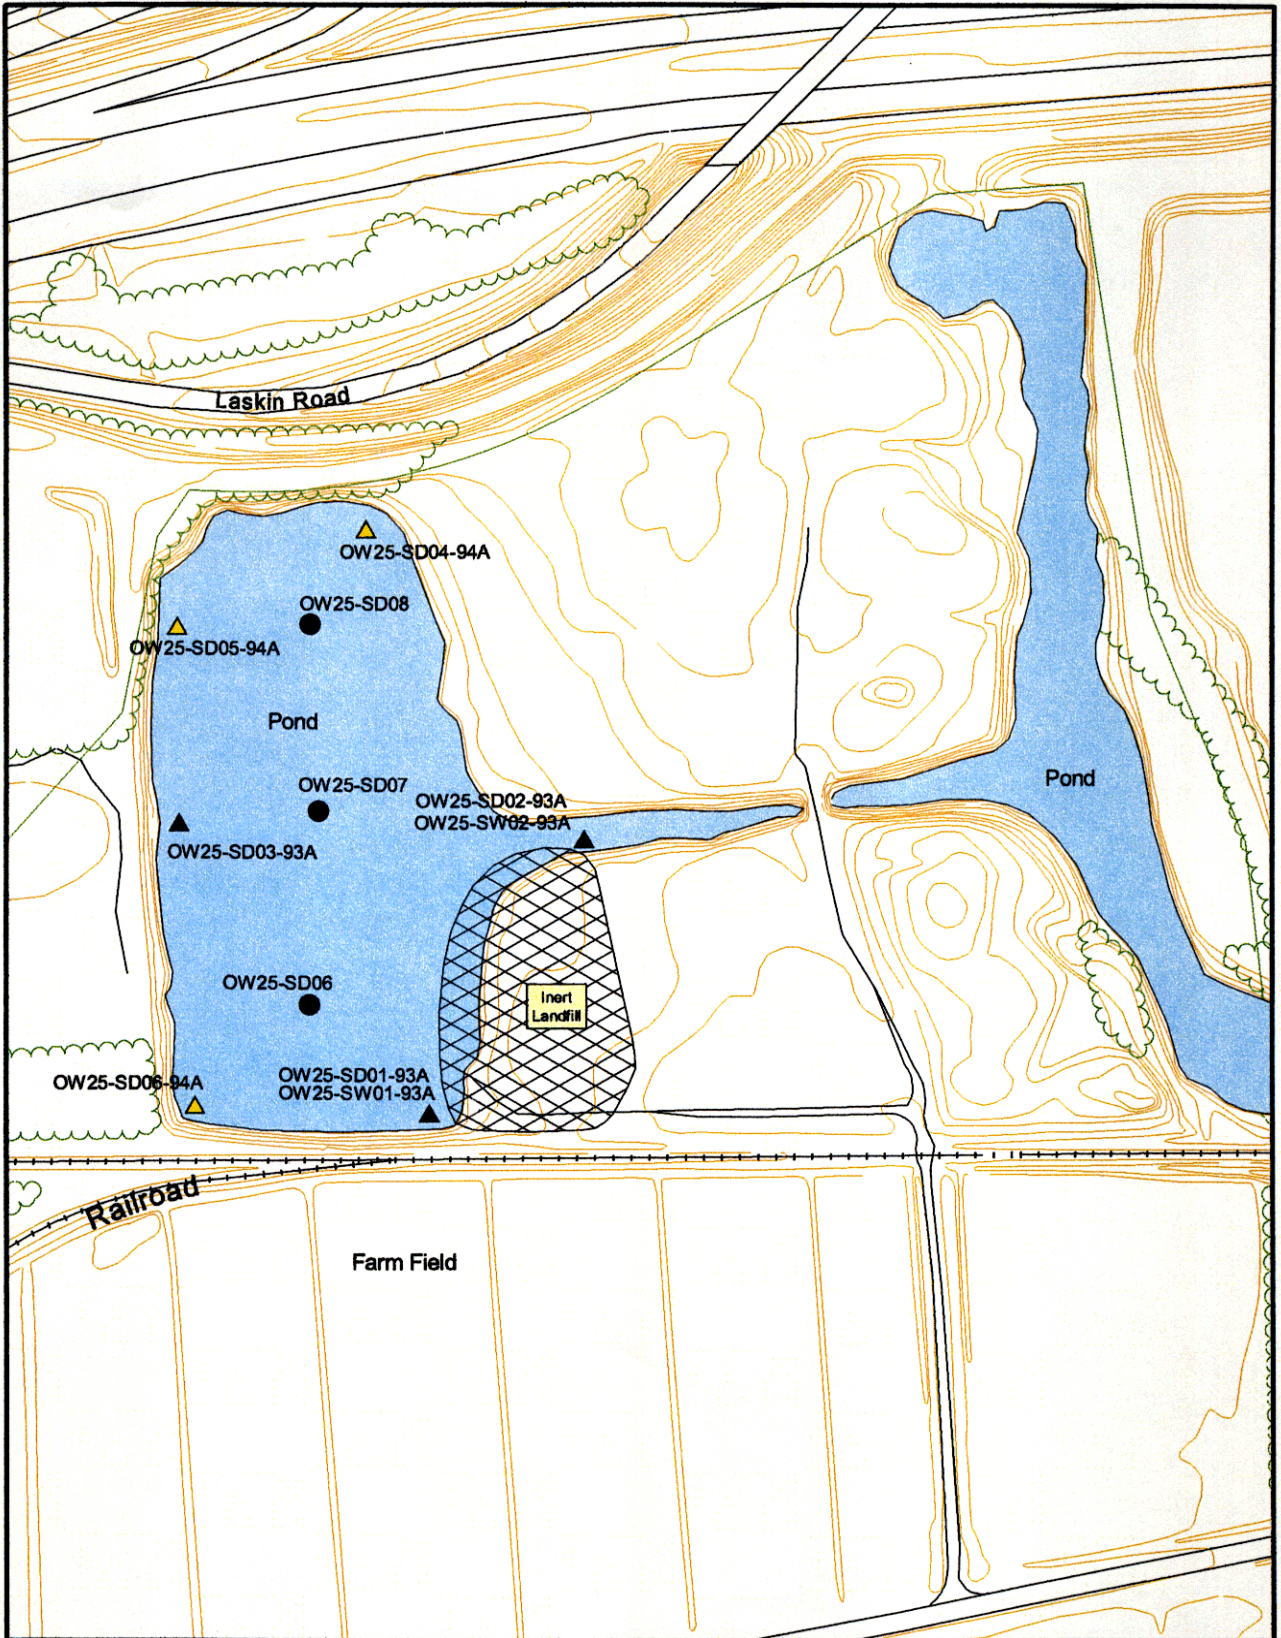 Laskin Road
OW25-SD04-94A
OW25-SD08
OW25-SD05-94A
Pond
OW25-SD07
OW25-SD02-93A
OW25-SW02-93A
Pond
OW25-SD03-93A
OW25-SD06
Inert
Landfill
OW25-SD06-94A
OW25-SD01-93A
OW25-SW01-93A
Railroad
Farm Field